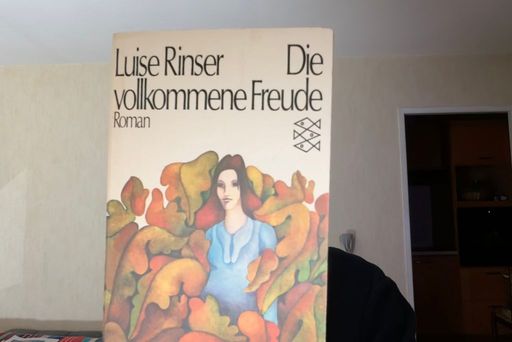 Luise Rinser Die
vollkommene Freude
Roman